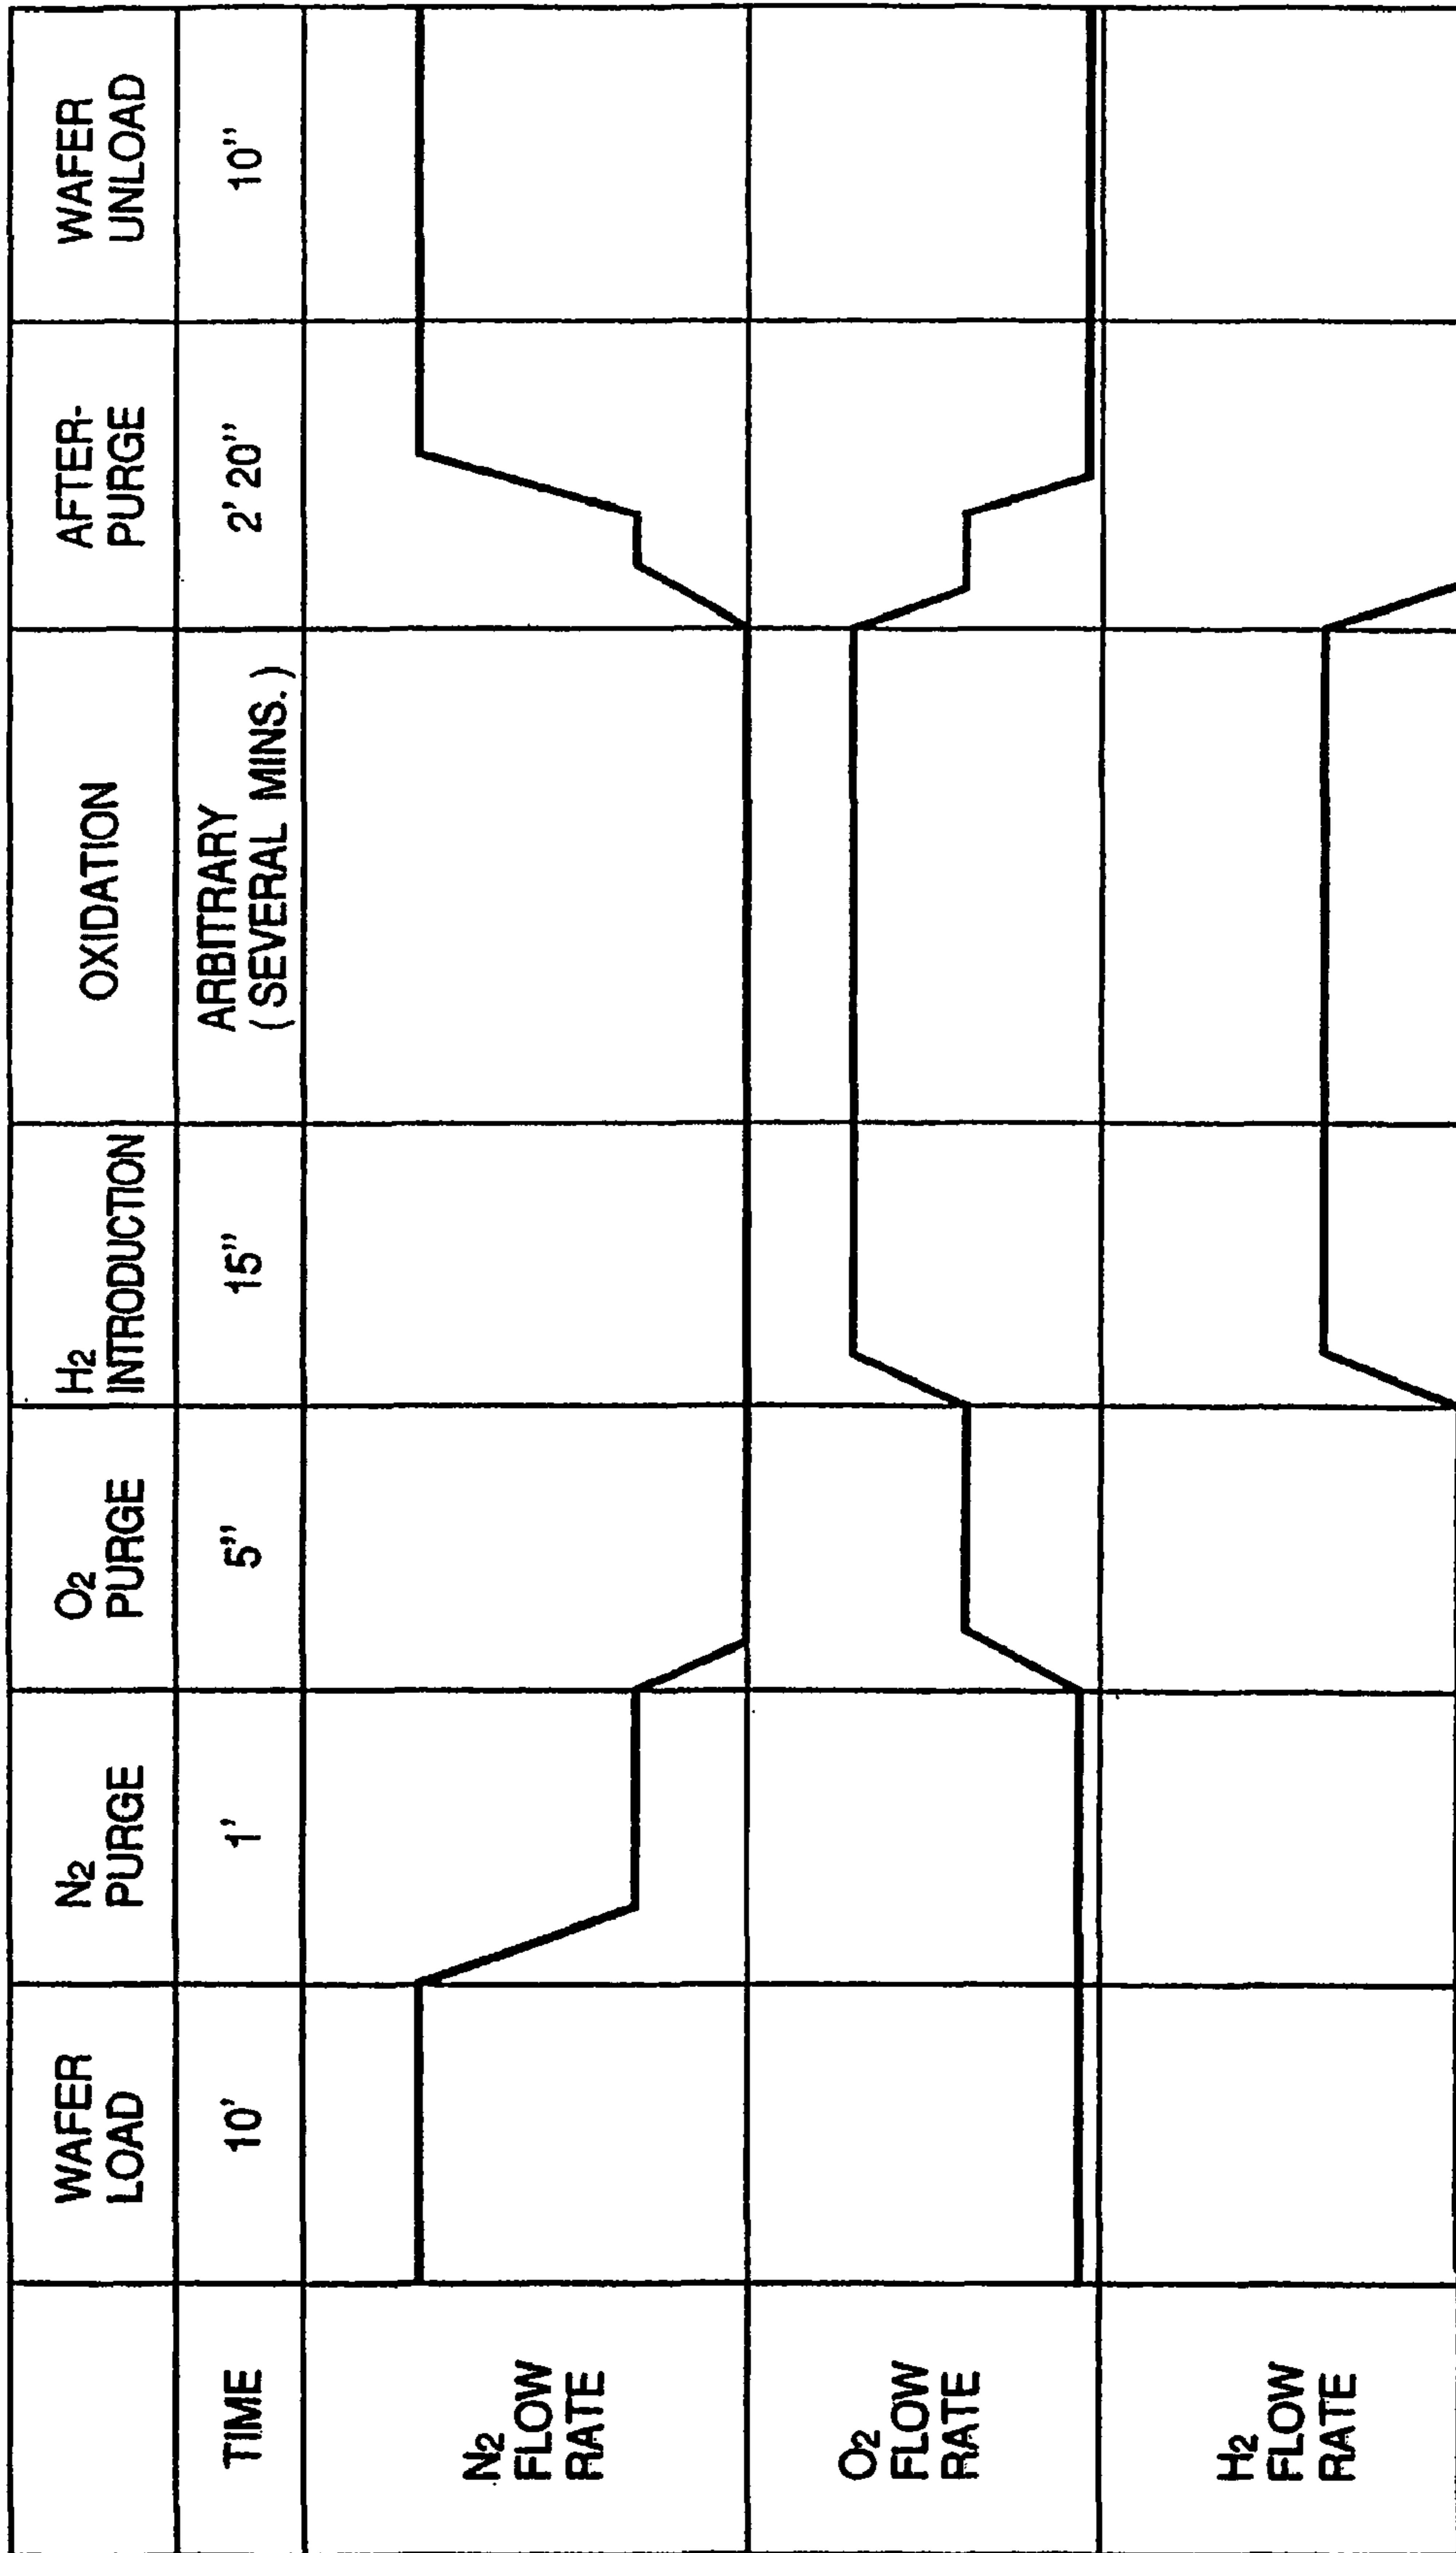 WAFER
LOAD
N2
PURGE
O2
PURGE
H2
INTRODUCTION
OXIDATION
AFTER-
PURGE
WAFER
UNLOAD
TIME
10'
1'
5"
15"
ARBITRARY
(SEVERAL MINS.)
2' 20"
10"
N2
FLOW
RATE
O2
FLOW
RATE
H2
FLOW
RATE